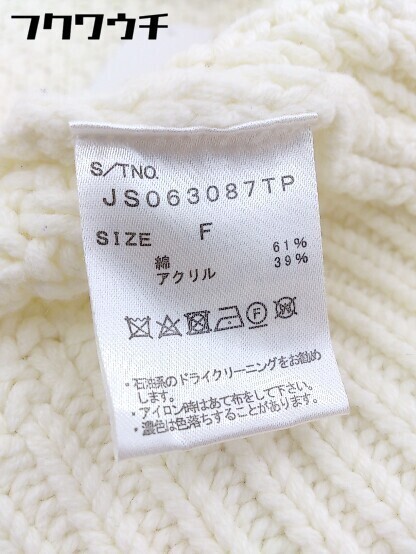 フクワウチ
S/TNO.
JS063087TP
SIZE F
綿 61%
アクリル 39%
・石油系のドライクリーニングをお勧め
します。
・アイロン時はあて布をして下さい。
・濃色は色落ちすることがあります。